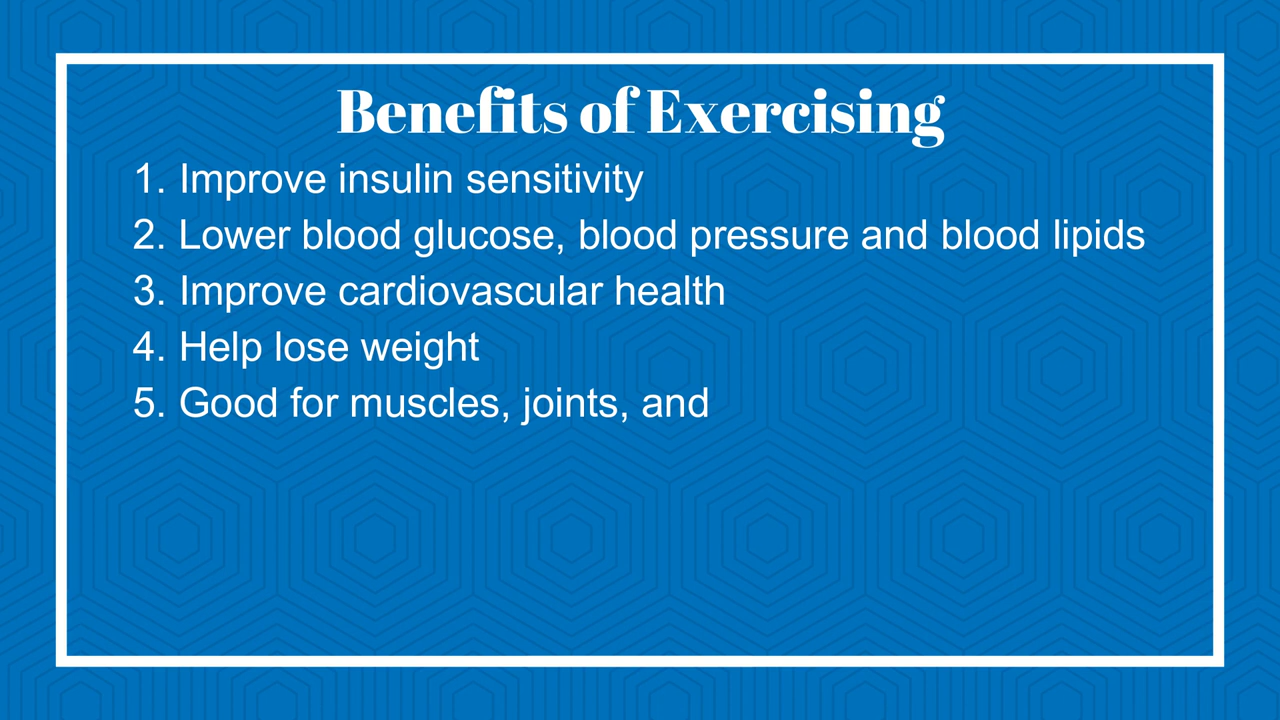 Benefits of Exercising
1. Improve insulin sensitivity
2. Lower blood glucose, blood pressure and blood lipids
3. Improve cardiovascular health
4. Help lose weight
5. Good for muscles, joints, and